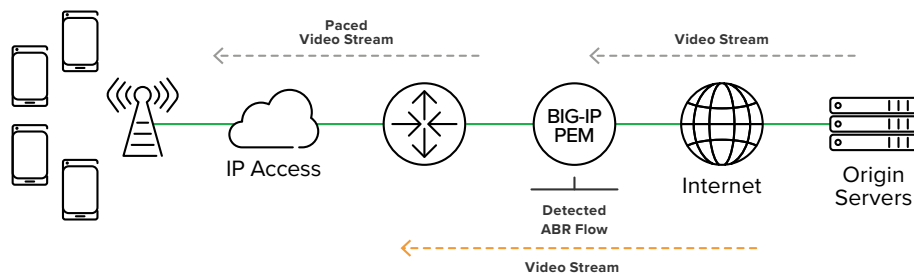 Paced
Video Stream
Video Stream
BIG-IP
PEM
IP Access
Internet
Origin
Servers
Detected
ABR Flow
Video Stream